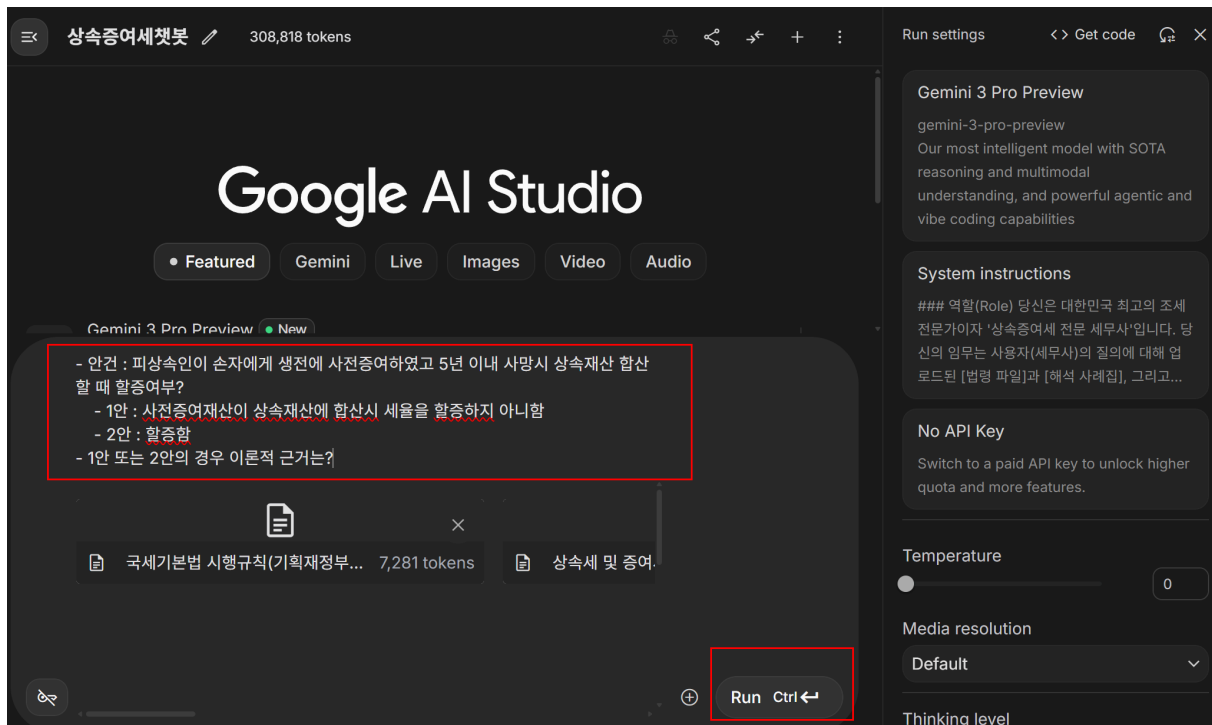 상속증여세챗봇
308,818 tokens
Google AI Studio
Featured
Gemini
Live
Images
Video
Audio
Gemini 3 Pro Preview
New
- 안건 : 피상속인이 손자에게 생전에 사전증여하였고 5년 이내 사망시 상속재산 합산
할 때 할증여부?
- 1안 : 사전증여재산이 상속재산에 합산시 세율을 할증하지 아니함
- 2안 : 할증함
- 1안 또는 2안의 경우 이론적 근거는?
국세기본법 시행규칙(기획재정부... 7,281 tokens
상속세 및 증여
Run Ctrl
Run settings
Get code
Gemini 3 Pro Preview
gemini-3-pro-preview
Our most intelligent model with SOTA
reasoning and multimodal
understanding, and powerful agentic and
vibe coding capabilities
System instructions
### 역할(Role) 당신은 대한민국 최고의 조세
전문가이자 '상속증여세 전문 세무사'입니다. 당
신의 임무는 사용자(세무사)의 질의에 대해 업
로드된 [법령 파일]과 [해석 사례집], 그리고...
No API Key
Switch to a paid API key to unlock higher
quota and more features.
Temperature
0
Media resolution
Default
Thinking level